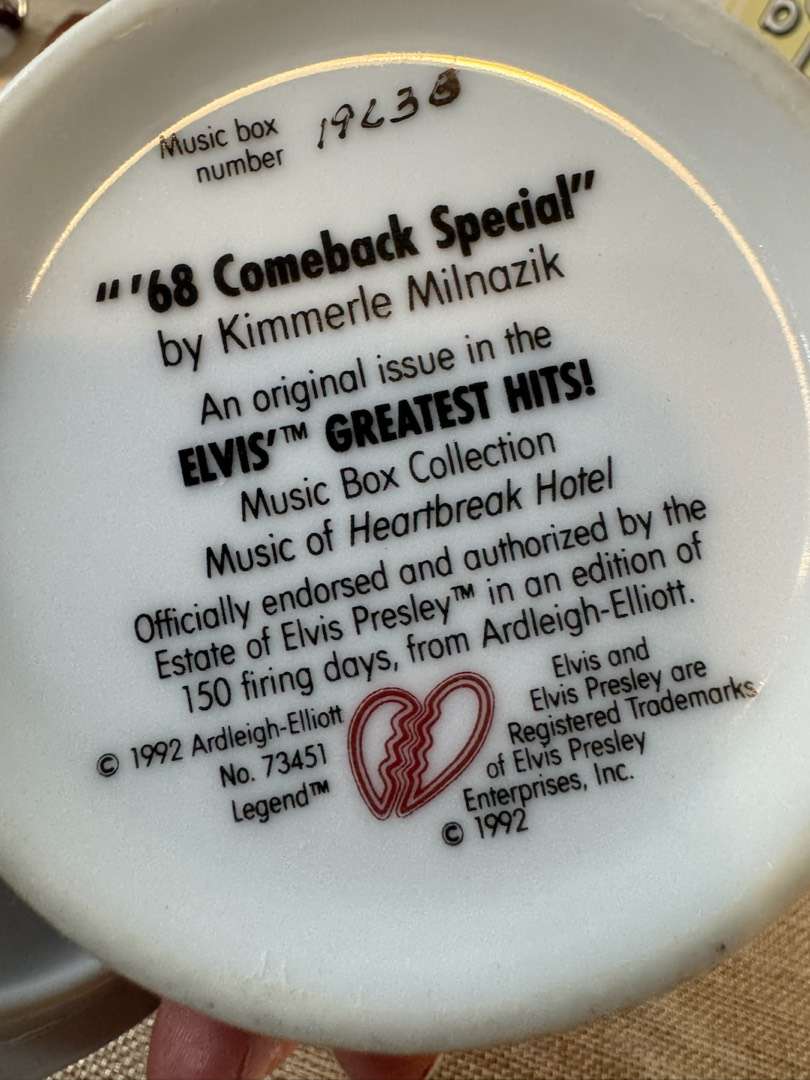 Music box
number 19638
"'68 Comeback Special"
by Kimmerle Milnazik
An original issue in the
ELVIS'™ GREATEST HITS!
Music Box Collection
Music of Heartbreak Hotel
Officially endorsed and authorized by the
Estate of Elvis Presley™ in an edition of
150 firing days, from Ardleigh-Elliott.
© 1992 Ardleigh-Elliott
No. 73451
Legend™
Elvis and
Elvis Presley are
Registered Trademarks
of Elvis Presley
Enterprises, Inc.
© 1992